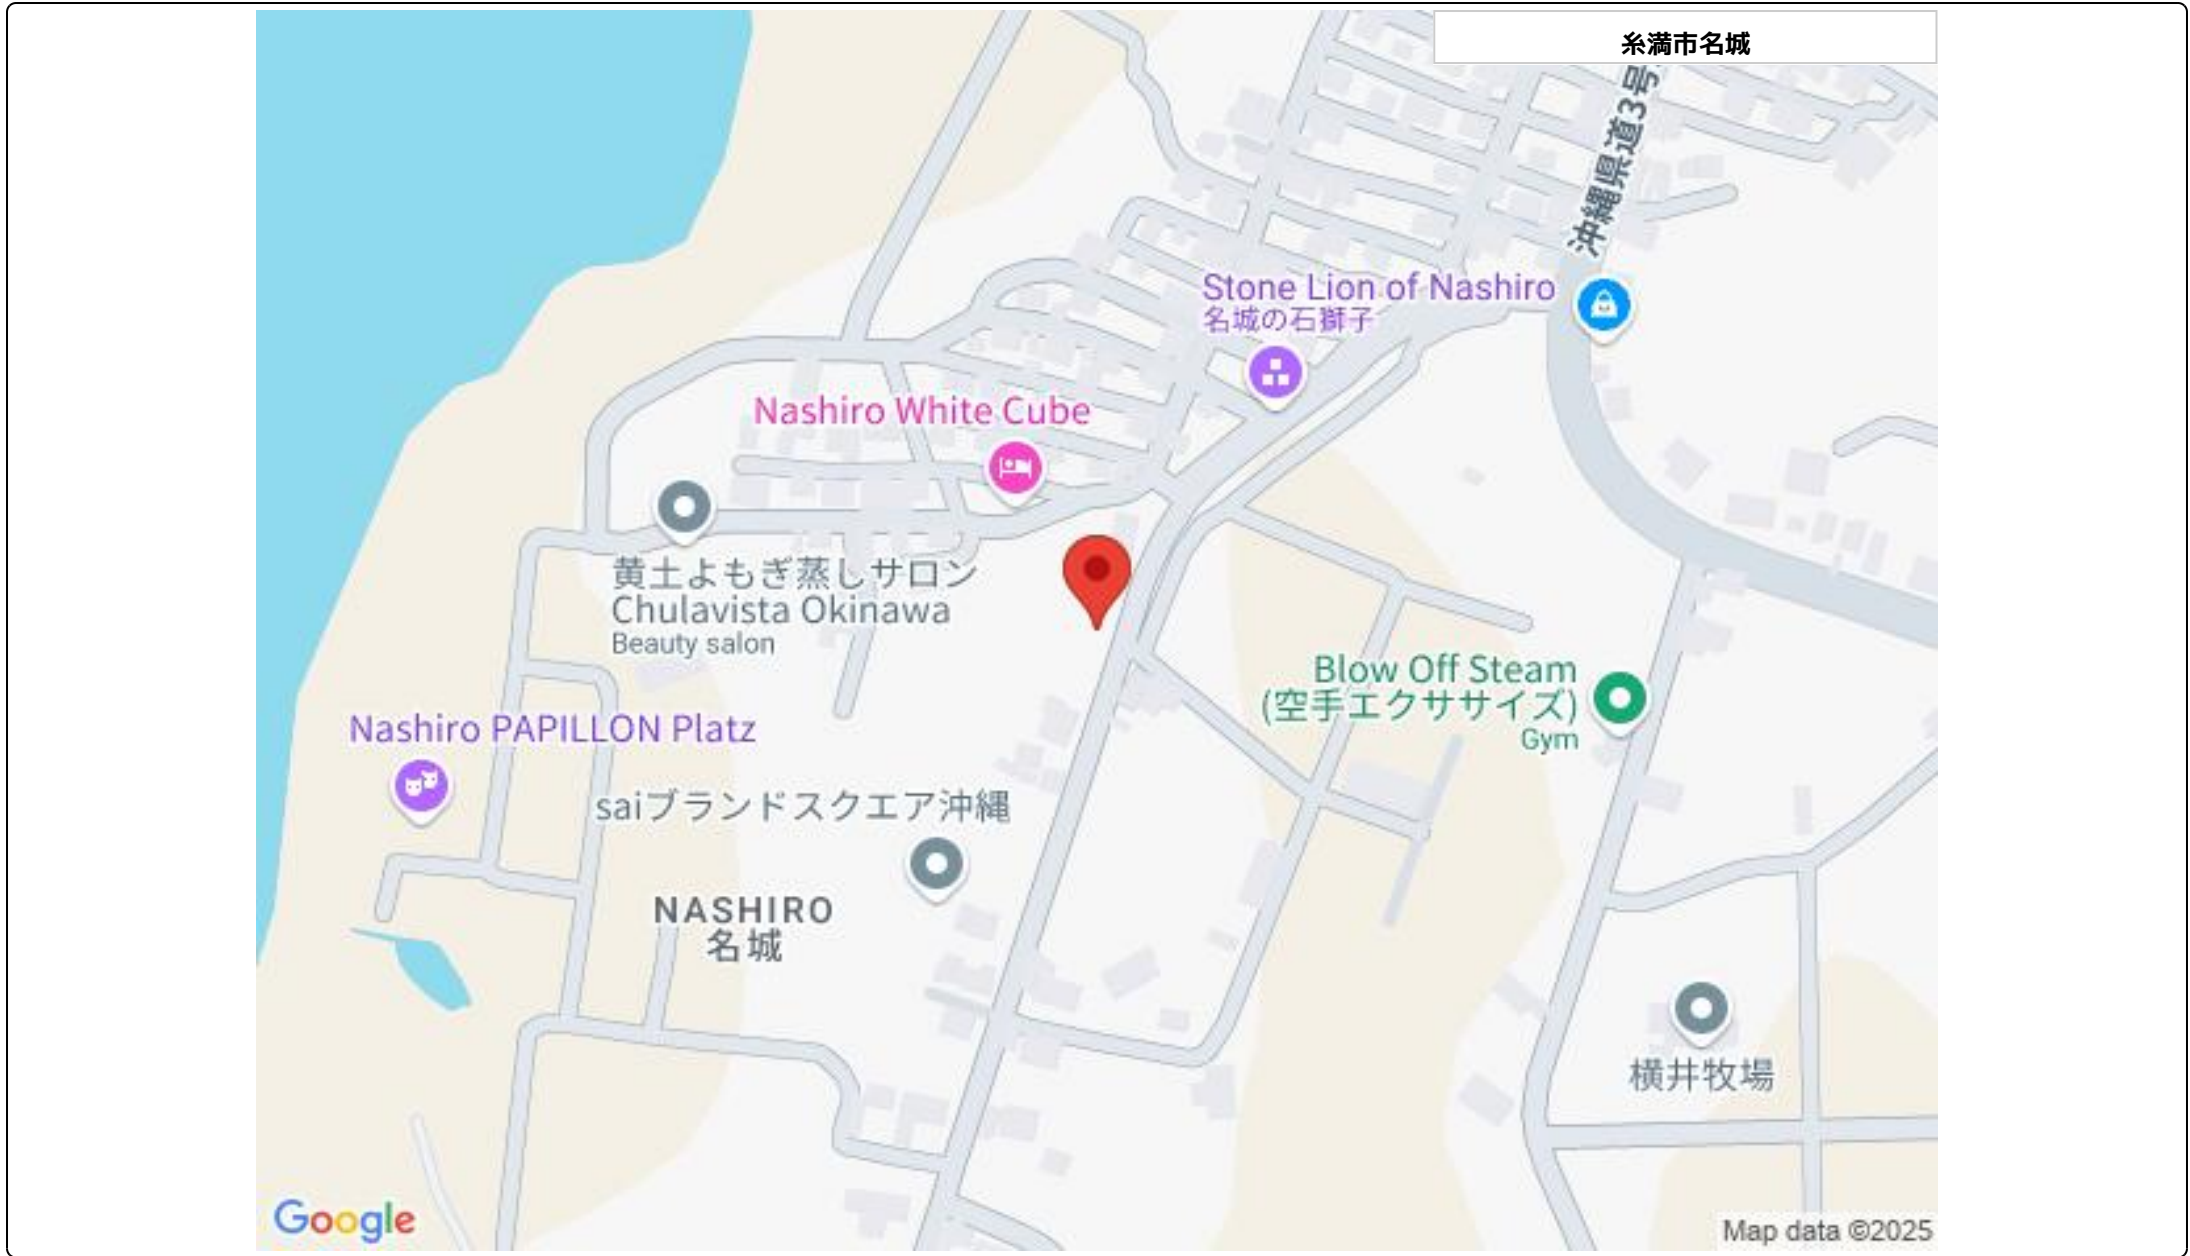 糸満市名城
沖縄県道3号
Stone Lion of Nashiro
名城の石獅子
Nashiro White Cube
黄土よもぎ蒸しサロン
Chulavista Okinawa
Beauty salon
Blow Off Steam
(空手エクササイズ)
Gym
Nashiro PAPILLON Platz
saiブランドスクエア沖縄
NASHIRO
名城
横井牧場
Google
Map data ©2025